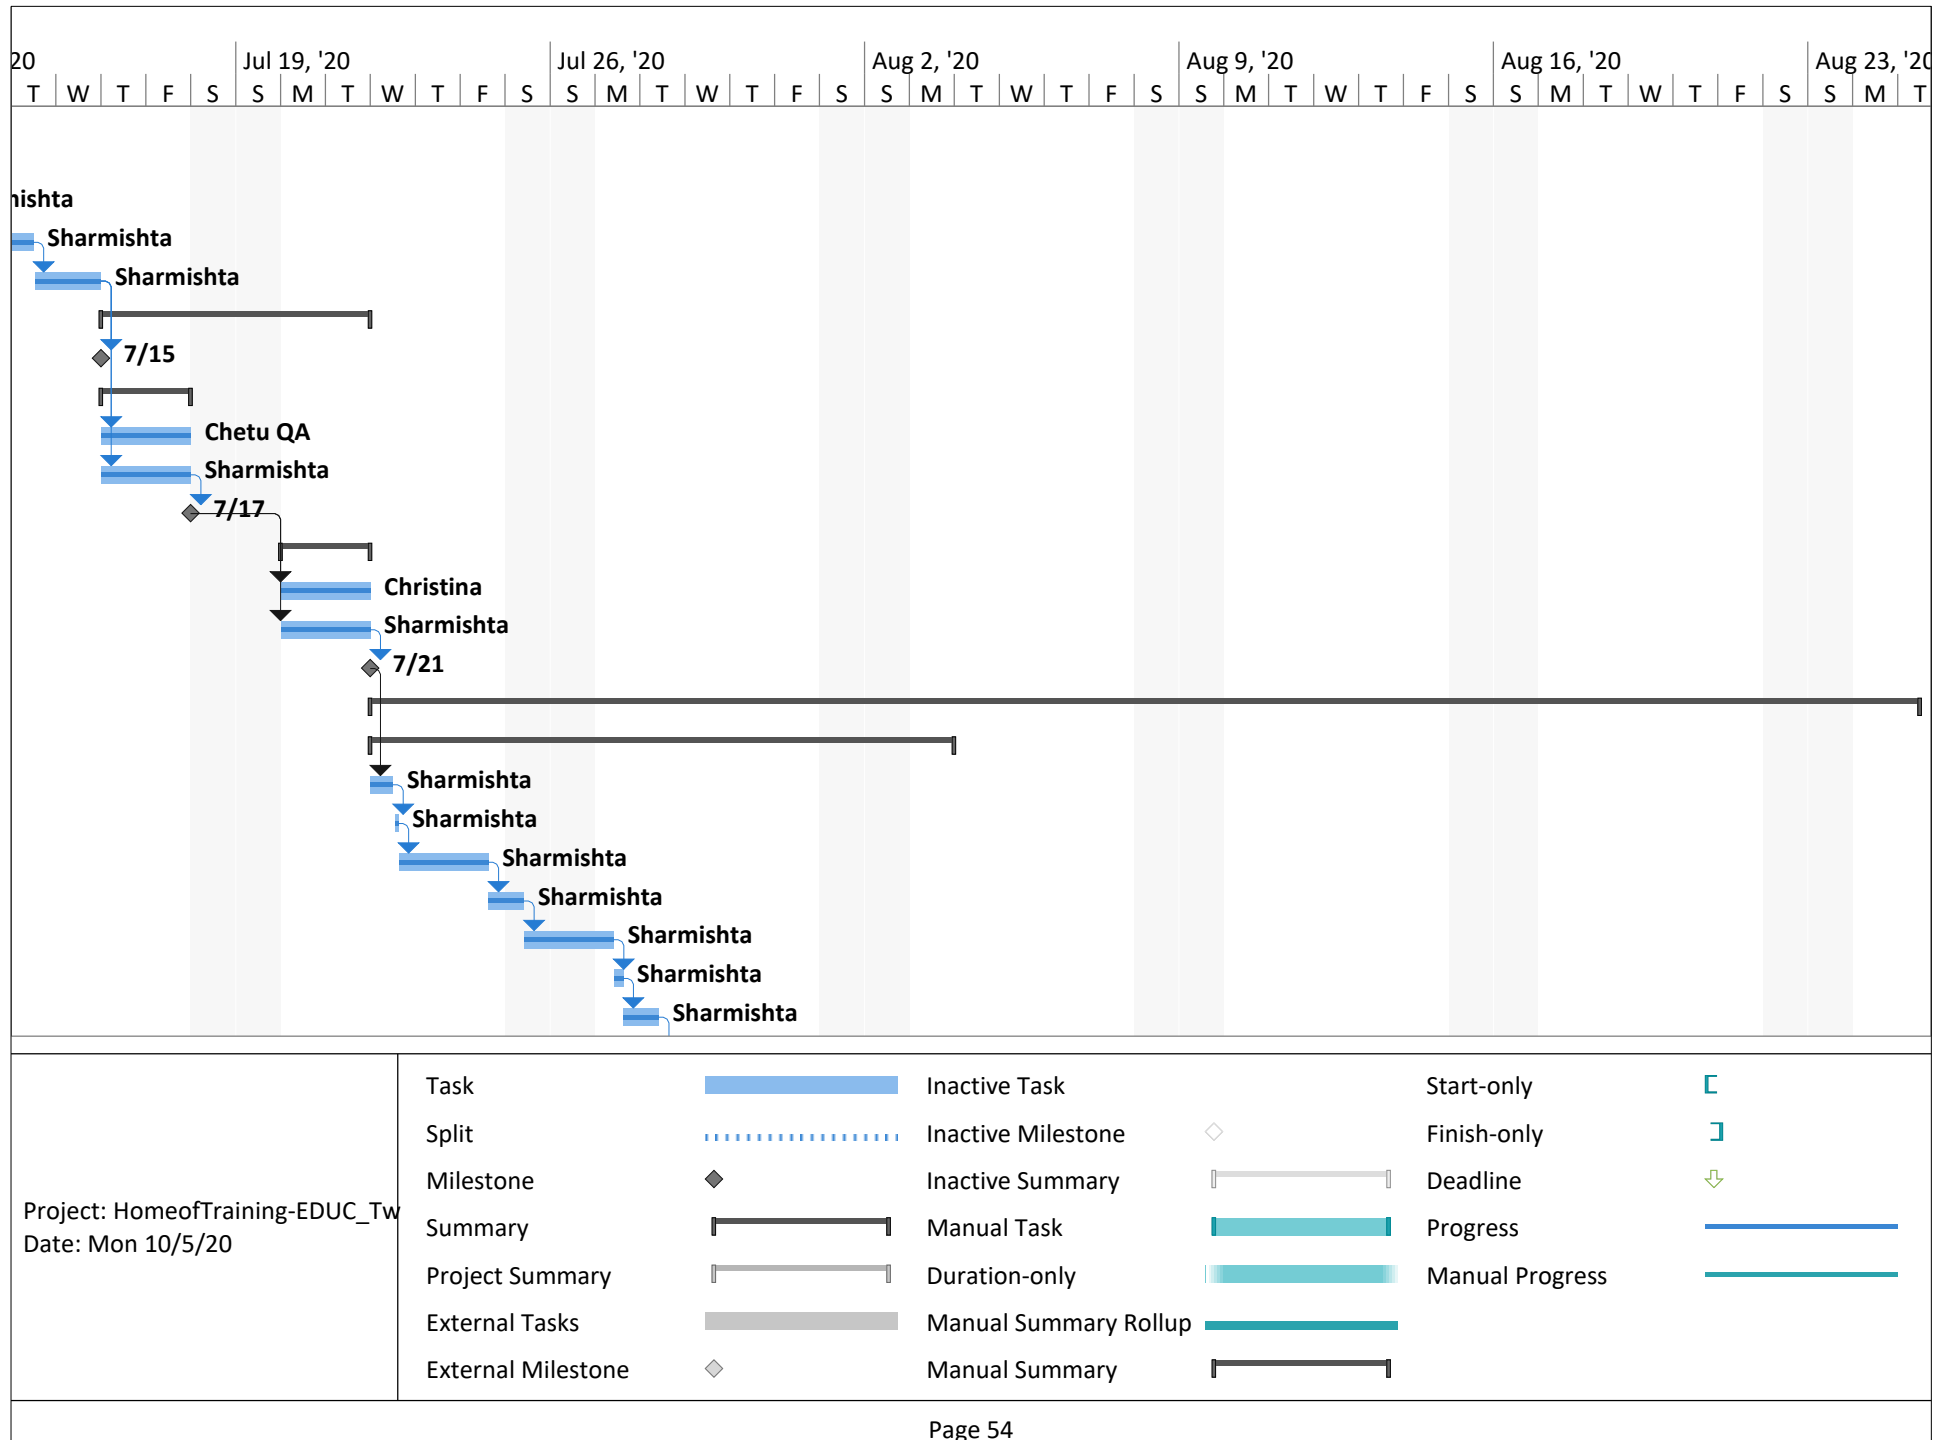 20 Jul 19, '20 Jul 26, '20 Aug 2, '20 Aug 9, '20 Aug 16, '20 Aug 23, '20
T W T F S S M T W T F S S M T W T F S S M T W T F S S M T W T F S S M T W T F S S M T
nishta
Sharmishta
Sharmishta
7/15
Chetu QA
Sharmishta
7/17
Christina
Sharmishta
7/21
Sharmishta
Sharmishta
Sharmishta
Sharmishta
Sharmishta
Sharmishta
Sharmishta
Project: HomeofTraining-EDUC_Tw
Date: Mon 10/5/20
Task
Split
Milestone
Summary
Project Summary
External Tasks
External Milestone
Inactive Task
Inactive Milestone
Inactive Summary
Manual Task
Duration-only
Manual Summary Rollup
Manual Summary
Start-only
Finish-only
Deadline
Progress
Manual Progress
Page 54